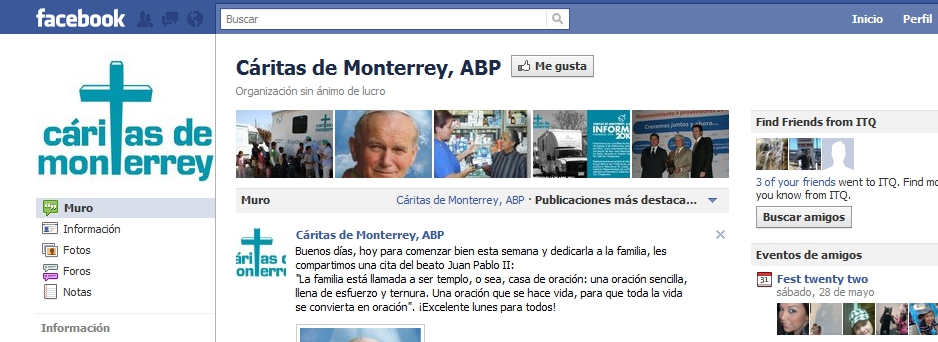 facebook
Buscar
Inicio Perfil
cáritas de
monterrey
Muro
Información
Fotos
Foros
Notas
Información
Cáritas de Monterrey, ABP
Me gusta
Organización sin ánimo de lucro
INFORM
2010
Crecemos juntos y ahora...
Muro
Cáritas de Monterrey, ABP · Publicaciones más destaca...
cáritas de
monterrey
Cáritas de Monterrey, ABP
Buenos días, hoy para comenzar bien esta semana y dedicarla a la familia, les
compartimos una cita del beato Juan Pablo II:
"La familia está llamada a ser templo, o sea, casa de oración: una oración sencilla,
llena de esfuerzo y ternura. Una oración que se hace vida, para que toda la vida
se convierta en oración". ¡Excelente lunes para todos!
Find Friends from ITQ
3 of your friends went to ITQ. Find mo
you know from ITQ.
Buscar amigos
Eventos de amigos
31
Fest twenty two
sábado, 28 de mayo